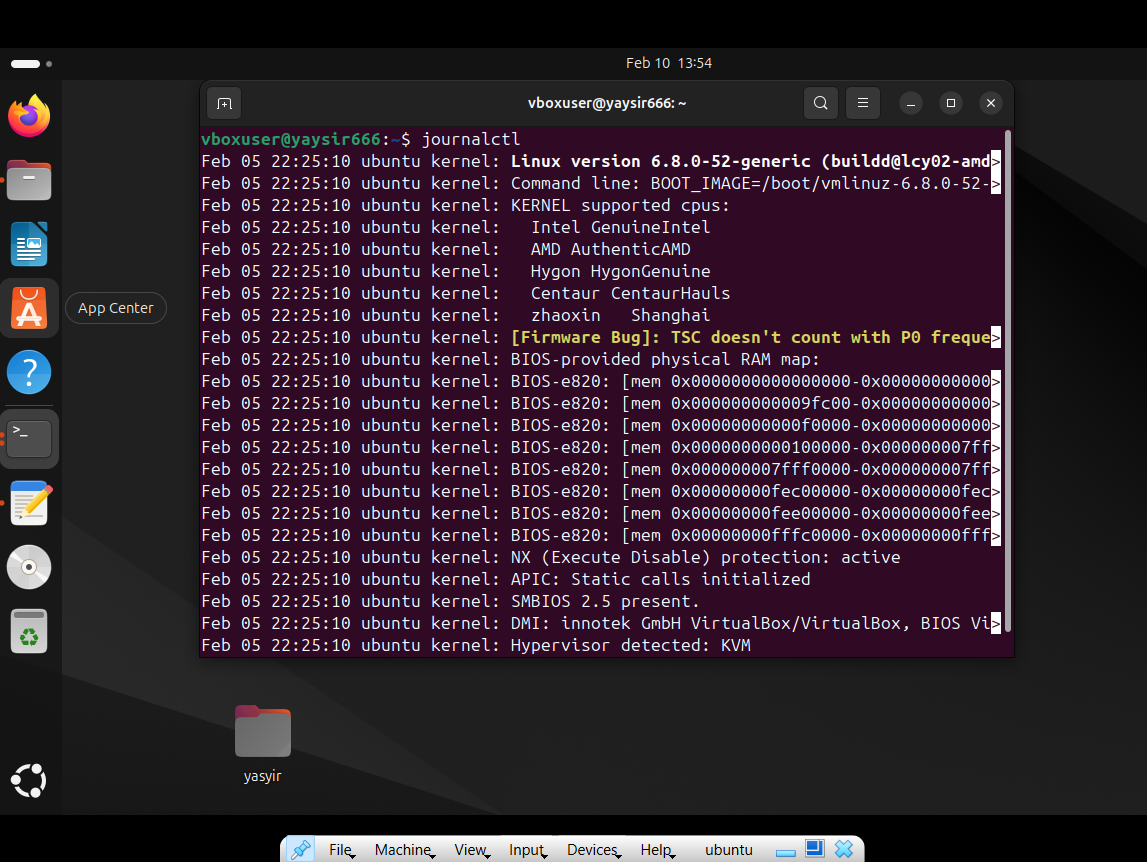 Feb 10 13:54
vboxuser@yaysir666: ~
vboxuser@yaysir666:~$ journalctl
Feb 05 22:25:10 ubuntu kernel: Linux version 6.8.0-52-generic (buildd@lcy02-amd>
Feb 05 22:25:10 ubuntu kernel: Command line: BOOT_IMAGE=/boot/vmlinuz-6.8.0-52->
Feb 05 22:25:10 ubuntu kernel: KERNEL supported cpus:
Feb 05 22:25:10 ubuntu kernel:   Intel GenuineIntel
Feb 05 22:25:10 ubuntu kernel:   AMD AuthenticAMD
Feb 05 22:25:10 ubuntu kernel:   Hygon HygonGenuine
Feb 05 22:25:10 ubuntu kernel:   Centaur CentaurHauls
Feb 05 22:25:10 ubuntu kernel:   zhaoxin   Shanghai
Feb 05 22:25:10 ubuntu kernel: [Firmware Bug]: TSC doesn't count with P0 freque>
Feb 05 22:25:10 ubuntu kernel: BIOS-provided physical RAM map:
Feb 05 22:25:10 ubuntu kernel: BIOS-e820: [mem 0x0000000000000000-0x00000000000>
Feb 05 22:25:10 ubuntu kernel: BIOS-e820: [mem 0x000000000009fc00-0x00000000000>
Feb 05 22:25:10 ubuntu kernel: BIOS-e820: [mem 0x00000000000f0000-0x00000000000>
Feb 05 22:25:10 ubuntu kernel: BIOS-e820: [mem 0x0000000000100000-0x000000007ff>
Feb 05 22:25:10 ubuntu kernel: BIOS-e820: [mem 0x000000007fff0000-0x000000007ff>
Feb 05 22:25:10 ubuntu kernel: BIOS-e820: [mem 0x00000000fec00000-0x00000000fec>
Feb 05 22:25:10 ubuntu kernel: BIOS-e820: [mem 0x00000000fee00000-0x00000000fee>
Feb 05 22:25:10 ubuntu kernel: BIOS-e820: [mem 0x00000000fffc0000-0x00000000fff>
Feb 05 22:25:10 ubuntu kernel: NX (Execute Disable) protection: active
Feb 05 22:25:10 ubuntu kernel: APIC: Static calls initialized
Feb 05 22:25:10 ubuntu kernel: SMBIOS 2.5 present.
Feb 05 22:25:10 ubuntu kernel: DMI: innotek GmbH VirtualBox/VirtualBox, BIOS Vi>
Feb 05 22:25:10 ubuntu kernel: Hypervisor detected: KVM
App Center
yasyir
File Machine View Input Devices Help ubuntu